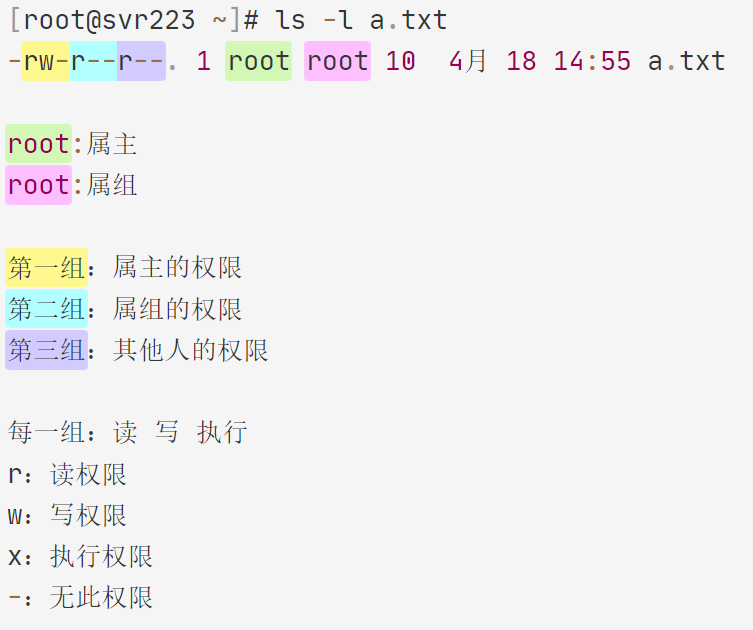 [root@svr223 ~]# ls -l a.txt
-rw-r--r--. 1 root root 10  4月 18 14:55 a.txt
root:属主
root:属组
第一组：属主的权限
第二组：属组的权限
第三组：其他人的权限
每一组：读 写 执行
r：读权限
w：写权限
x：执行权限
-：无此权限